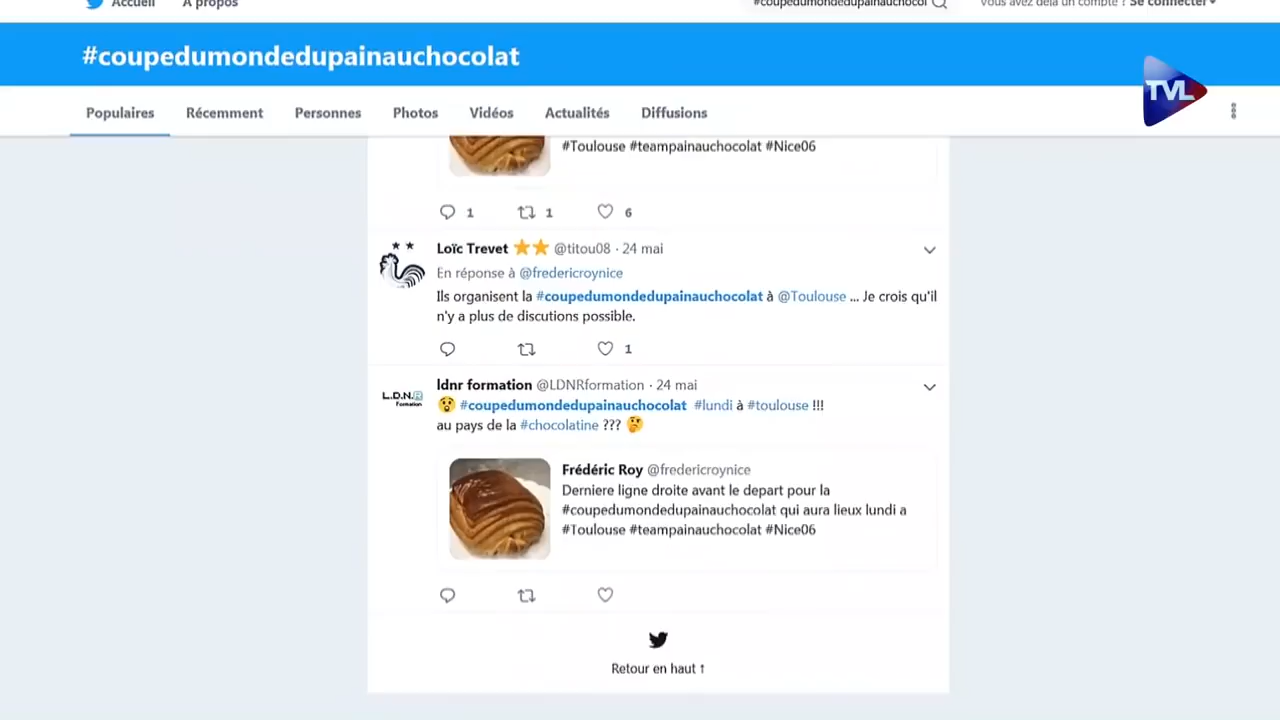 Accueil À propos #coupedumondedupainauchocol Vous avez déjà un compte ? Se connecter
#coupedumondedupainauchocolat
TVL
Populaires Récemment Personnes Photos Vidéos Actualités Diffusions
#Toulouse #teampainauchocolat #Nice06
1 1 6
Loïc Trevet @titou08 · 24 mai
En réponse à @fredericroynice
Ils organisent la #coupedumondedupainauchocolat à @Toulouse ... Je crois qu'il
n'y a plus de discutions possible.
1
L.D.N.R
Formation
ldnr formation @LDNRformation · 24 mai
😲 #coupedumondedupainauchocolat #lundi à #toulouse !!!
au pays de la #chocolatine ??? 🤔
Frédéric Roy @fredericroynice
Derniere ligne droite avant le depart pour la
#coupedumondedupainauchocolat qui aura lieux lundi a
#Toulouse #teampainauchocolat #Nice06
Retour en haut ↑